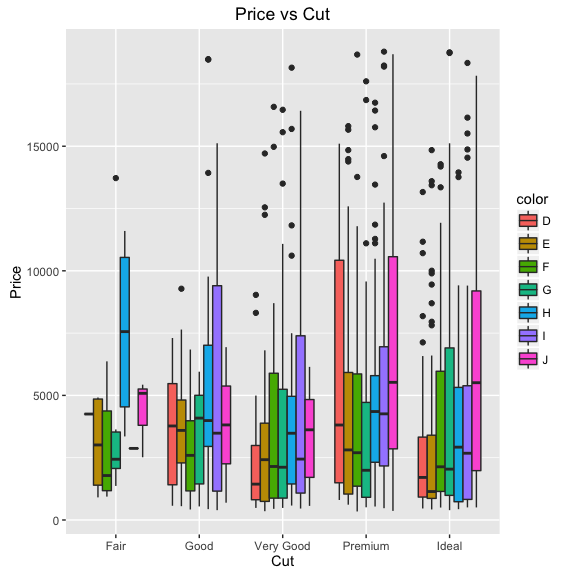 Price vs Cut
Price
15000
10000
5000
0
Fair Good Very Good Premium Ideal
Cut
color
D
E
F
G
H
I
J